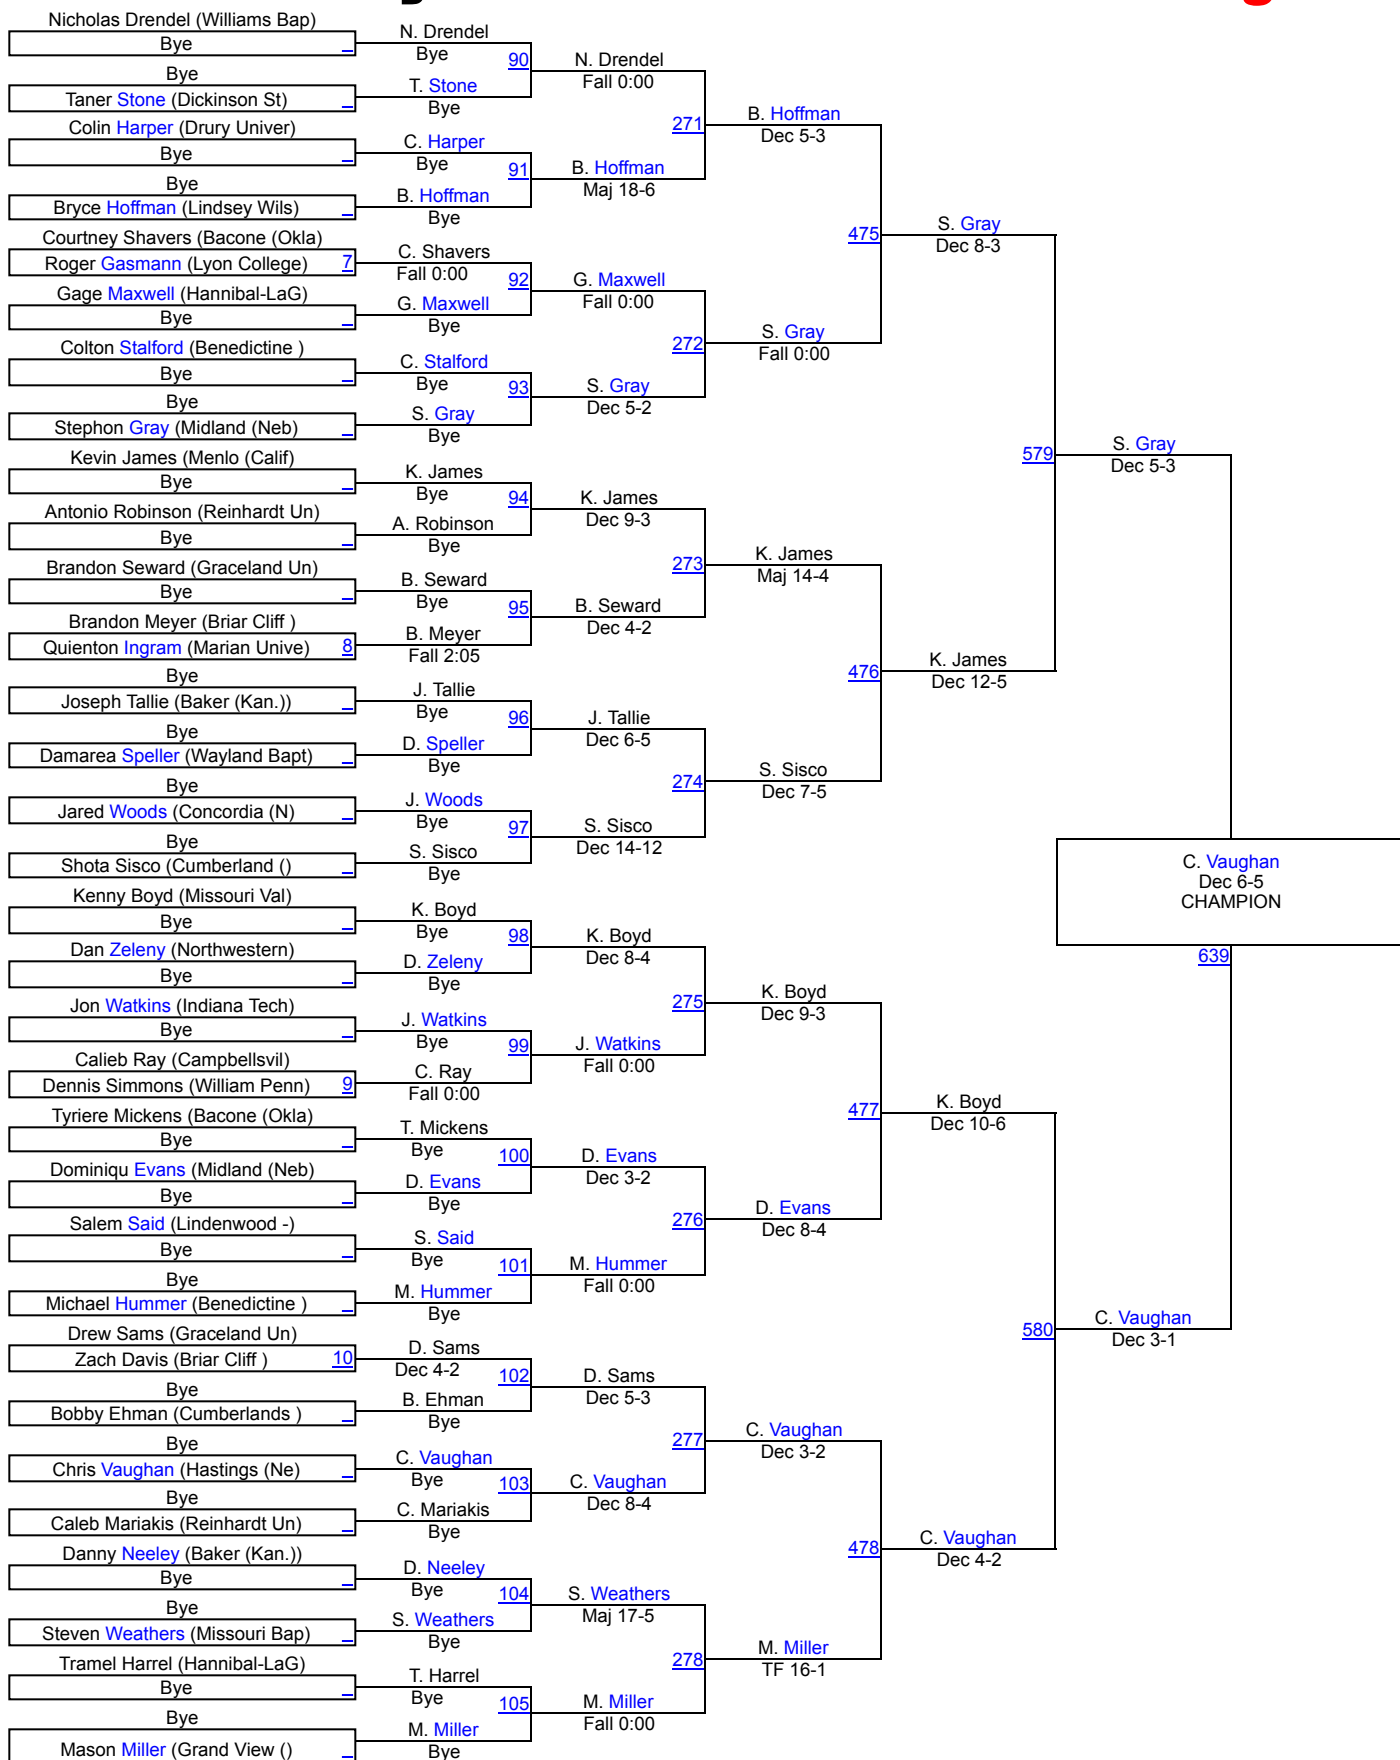 Nicholas Drendel (Williams Bap)
Bye
Bye
Taner Stone (Dickinson St)
Colin Harper (Drury Univer)
Bye
Bye
Bryce Hoffman (Lindsey Wils)
Courtney Shavers (Bacone (Okla)
Roger Gasmann (Lyon College) 7
Gage Maxwell (Hannibal-LaG)
Bye
Colton Stalford (Benedictine )
Bye
Bye
Stephon Gray (Midland (Neb)
Kevin James (Menlo (Calif)
Bye
Antonio Robinson (Reinhardt Un)
Bye
Brandon Seward (Graceland Un)
Bye
Brandon Meyer (Briar Cliff )
Quienton Ingram (Marian Unive) 8
Bye
Joseph Tallie (Baker (Kan.))
Bye
Damarea Speller (Wayland Bapt)
Bye
Jared Woods (Concordia (N)
Bye
Shota Sisco (Cumberland ()
Kenny Boyd (Missouri Val)
Bye
Dan Zeleny (Northwestern)
Bye
Jon Watkins (Indiana Tech)
Bye
Calieb Ray (Campbellsvil)
Dennis Simmons (William Penn) 9
Tyriere Mickens (Bacone (Okla)
Bye
Dominiqu Evans (Midland (Neb)
Bye
Salem Said (Lindenwood -)
Bye
Bye
Michael Hummer (Benedictine )
Drew Sams (Graceland Un)
Zach Davis (Briar Cliff ) 10
Bye
Bobby Ehman (Cumberlands )
Bye
Chris Vaughan (Hastings (Ne)
Bye
Caleb Mariakis (Reinhardt Un)
Danny Neeley (Baker (Kan.))
Bye
Bye
Steven Weathers (Missouri Bap)
Tramel Harrel (Hannibal-LaG)
Bye
Bye
Mason Miller (Grand View ()
N. Drendel
Bye
90
T. Stone
Bye
C. Harper
Bye
91
B. Hoffman
Bye
C. Shavers
Fall 0:00
92
G. Maxwell
Bye
C. Stalford
Bye
93
S. Gray
Bye
K. James
Bye
94
A. Robinson
Bye
B. Seward
Bye
95
B. Meyer
Fall 2:05
J. Tallie
Bye
96
D. Speller
Bye
J. Woods
Bye
97
S. Sisco
Bye
K. Boyd
Bye
98
D. Zeleny
Bye
J. Watkins
Bye
99
C. Ray
Fall 0:00
T. Mickens
Bye
100
D. Evans
Bye
S. Said
Bye
101
M. Hummer
Bye
D. Sams
Dec 4-2
102
B. Ehman
Bye
C. Vaughan
Bye
103
C. Mariakis
Bye
D. Neeley
Bye
104
S. Weathers
Bye
T. Harrel
Bye
105
M. Miller
Bye
N. Drendel
Fall 0:00
271
B. Hoffman
Maj 18-6
G. Maxwell
Fall 0:00
272
S. Gray
Dec 5-2
K. James
Dec 9-3
273
B. Seward
Dec 4-2
J. Tallie
Dec 6-5
274
S. Sisco
Dec 14-12
K. Boyd
Dec 8-4
275
J. Watkins
Fall 0:00
D. Evans
Dec 3-2
276
M. Hummer
Fall 0:00
D. Sams
Dec 5-3
277
C. Vaughan
Dec 8-4
S. Weathers
Maj 17-5
278
M. Miller
Fall 0:00
B. Hoffman
Dec 5-3
475
S. Gray
Fall 0:00
K. James
Maj 14-4
476
S. Sisco
Dec 7-5
K. Boyd
Dec 9-3
477
D. Evans
Dec 8-4
C. Vaughan
Dec 3-2
478
M. Miller
TF 16-1
S. Gray
Dec 8-3
579
K. James
Dec 12-5
K. Boyd
Dec 10-6
580
C. Vaughan
Dec 4-2
S. Gray
Dec 5-3
C. Vaughan
Dec 6-5
CHAMPION
639
C. Vaughan
Dec 3-1